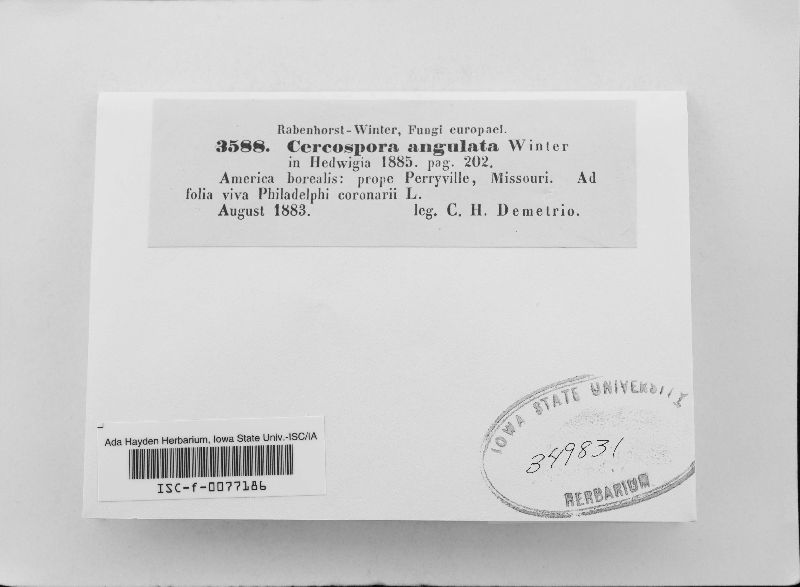 Rabenhorst-Winter, Fungi europaei.
3588. Cercospora angulata Winter
in Hedwigia 1885. pag. 202.
America borealis: prope Perryville, Missouri. Ad
folia viva Philadelphi coronarii L.
August 1883. leg. C. H. Demetrio.
Ada Hayden Herbarium, Iowa State Univ.-ISC/IA
ISC-f-0077186
IOWA STATE UNIVERSITY
349831
HERBARIUM